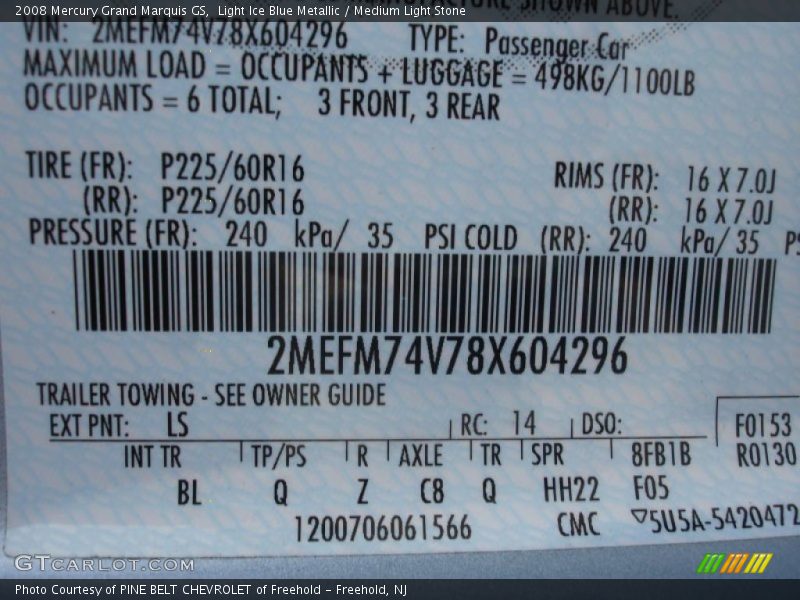 2008 Mercury Grand Marquis GS, Light Ice Blue Metallic / Medium Light Stone
SHOWN ABOVE.
VIN: 2MEFM74V78X604296 TYPE: Passenger Car
MAXIMUM LOAD = OCCUPANTS + LUGGAGE = 498KG/1100LB
OCCUPANTS = 6 TOTAL; 3 FRONT, 3 REAR
TIRE (FR): P225/60R16 RIMS (FR): 16 X 7.0J
(RR): P225/60R16 (RR): 16 X 7.0J
PRESSURE (FR): 240 kPa/ 35 PSI COLD (RR): 240 kPa/ 35
2MEFM74V78X604296
TRAILER TOWING - SEE OWNER GUIDE
EXT PNT: LS RC: 14 DSO: F0153
INT TR TP/PS R AXLE TR SPR 8FB1B R0130
BL Q Z C8 Q HH22 F05
1200706061566 CMC ▽5U5A-5420472
GTCARLOT.COM
Photo Courtesy of PINE BELT CHEVROLET of Freehold - Freehold, NJ